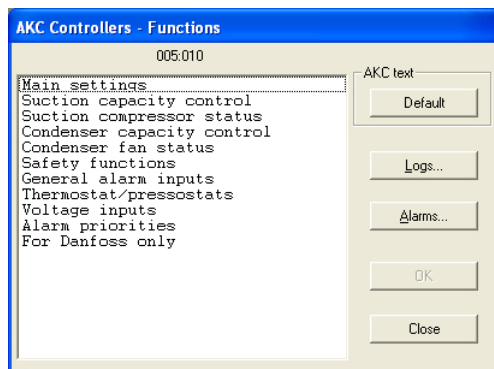 AKC Controllers - Functions
005:010
Main settings
Suction capacity control
Suction compressor status
Condenser capacity control
Condenser fan status
Safety functions
General alarm inputs
Thermostat/pressostats
Voltage inputs
Alarm priorities
For Danfoss only
AKC text
Default
Logs...
Alarms...
OK
Close